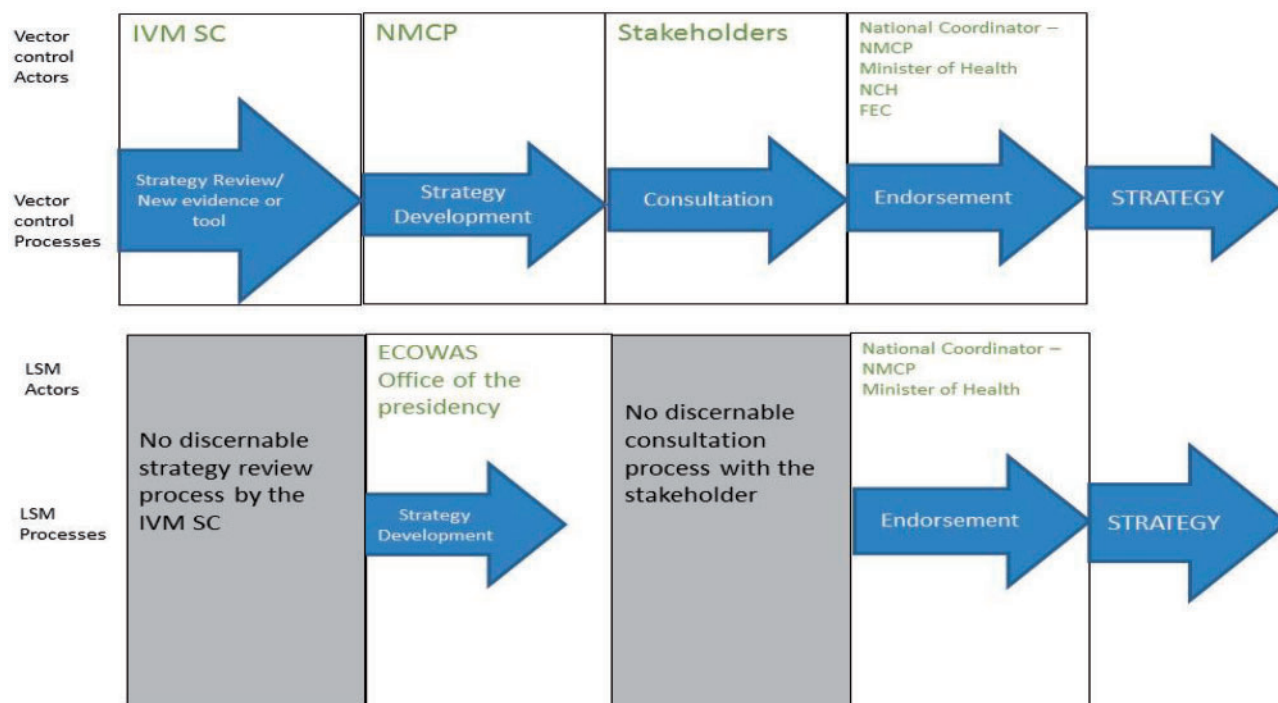 Vector
control
Actors
IVM SC
NMCP
Stakeholders
National Coordinator –
NMCP
Minister of Health
NCH
FEC
Vector
control
Processes
Strategy Review/
New evidence or
tool
Strategy
Development
Consultation
Endorsement
STRATEGY
LSM
Actors
ECOWAS
Office of the
presidency
National Coordinator –
NMCP
Minister of Health
LSM
Processes
No discernable
strategy review
process by the
IVM SC
Strategy
Development
No discernable
consultation
process with the
stakeholder
Endorsement
STRATEGY